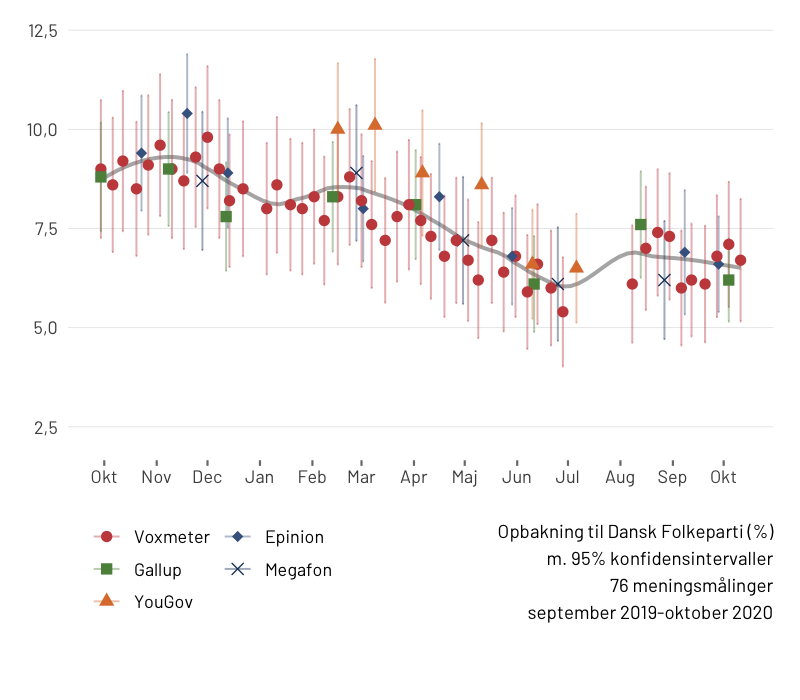 12,5
10,0
7,5
5,0
2,5
Okt Nov Dec Jan Feb Mar Apr Maj Jun Jul Aug Sep Okt
Voxmeter Epinion
Gallup Megafon
YouGov
Opbakning til Dansk Folkeparti (%)
m. 95% konfidensintervaller
76 meningsmålinger
september 2019-oktober 2020